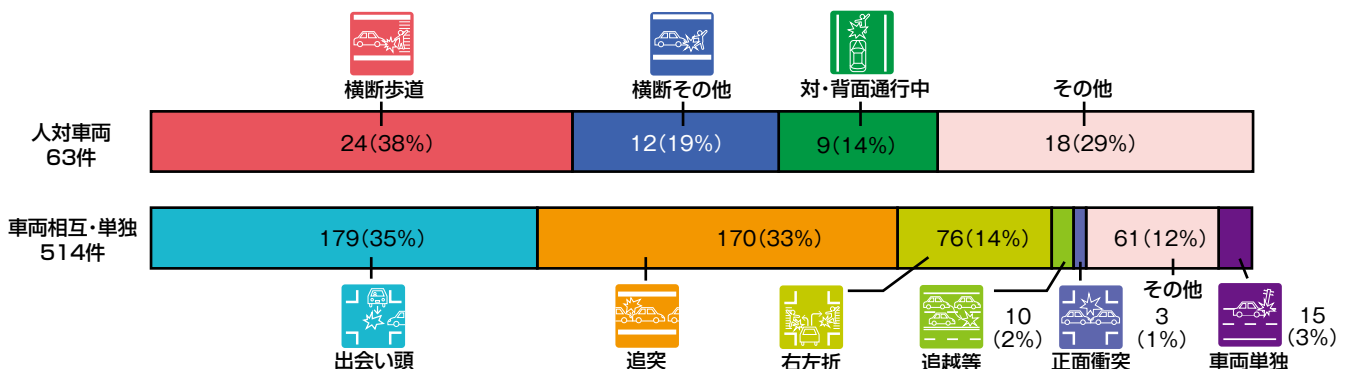 横断歩道
横断その他
対・背面通行中
その他
人対車両
63件
24(38%)
12(19%)
9(14%)
18(29%)
車両相互・単独
514件
179(35%)
170(33%)
76(14%)
61(12%)
出会い頭
追突
右左折
追越等
10
(2%)
正面衝突
その他
3
(1%)
車両単独
15
(3%)